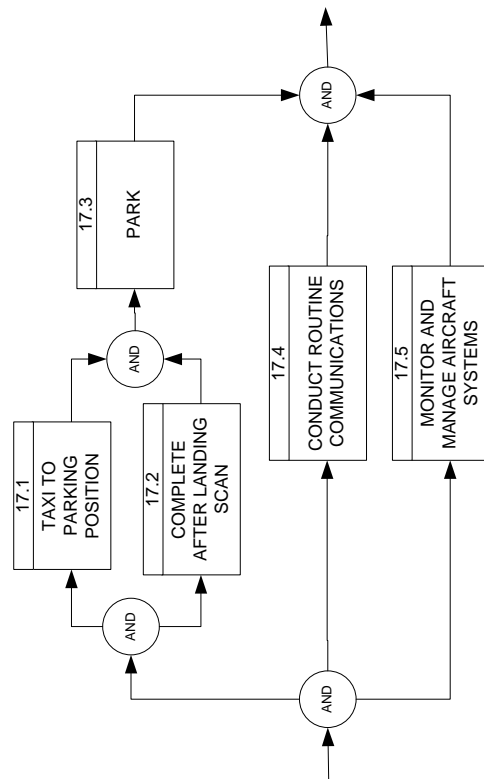 AND
AND
17.1
TAXI TO
PARKING
POSITION
17.2
COMPLETE
AFTER LANDING
SCAN
AND
17.3
PARK
17.4
CONDUCT ROUTINE
COMMUNICATIONS
17.5
MONITOR AND
MANAGE AIRCRAFT
SYSTEMS
AND